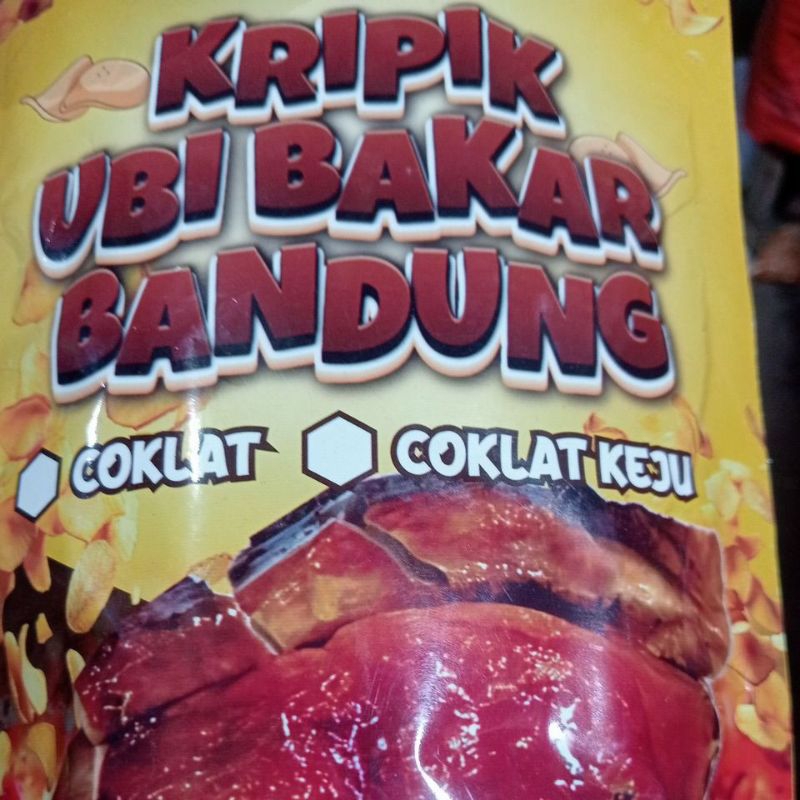 KRIPIK
UBI BAKAR
BANDUNG
COKLAT
COKLAT KEJU